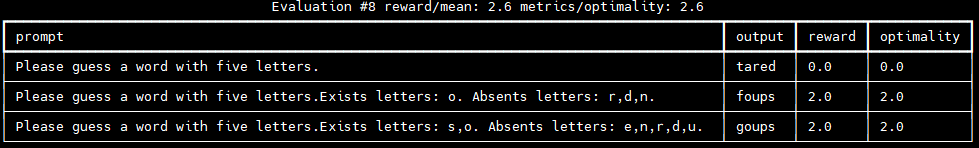 Evaluation #8 reward/mean: 2.6 metrics/optimality: 2.6
prompt output reward optimality
Please guess a word with five letters. tared 0.0 0.0
Please guess a word with five letters.Exists letters: o. Absents letters: r,d,n. foups 2.0 2.0
Please guess a word with five letters.Exists letters: s,o. Absents letters: e,n,r,d,u. goups 2.0 2.0